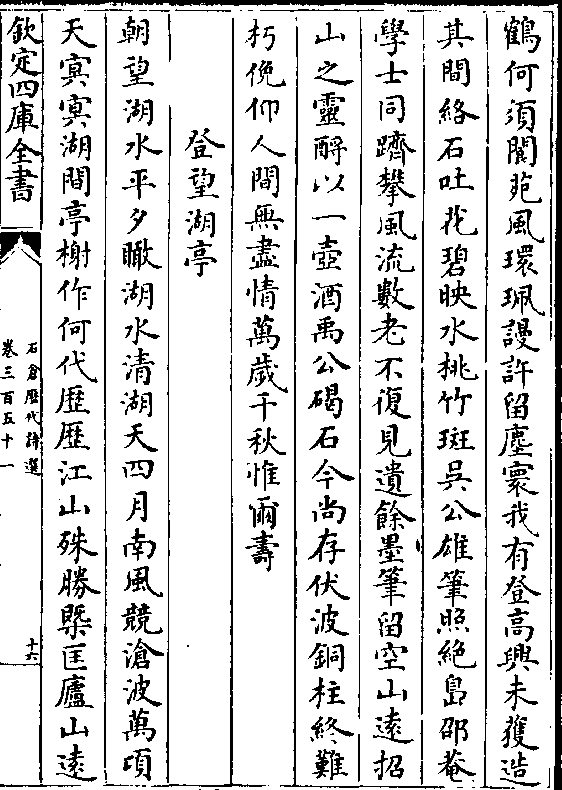 鶴何須閬苑風環珮謾許留塵寰我有登高興未獲造
其間絡石吐花碧映水桃竹斑吳公雄筆照絶島邵菴
學士同躋攀風流數老不復見遺餘墨筆留空山遠招
山之靈酹以一壺酒禹公碣石今尚存伏波銅柱終難
朽俛仰人間無盡情萬歲千秋惟爾壽
登望湖亭
朝望湖水平夕瞰湖水清湖天四月南風競滄波萬頃
天㝠㝠湖間亭榭作何代歴歴江山殊勝槩匡廬山遠
欽定四庫全書
石倉歴代詩選
卷三百五十一
十六